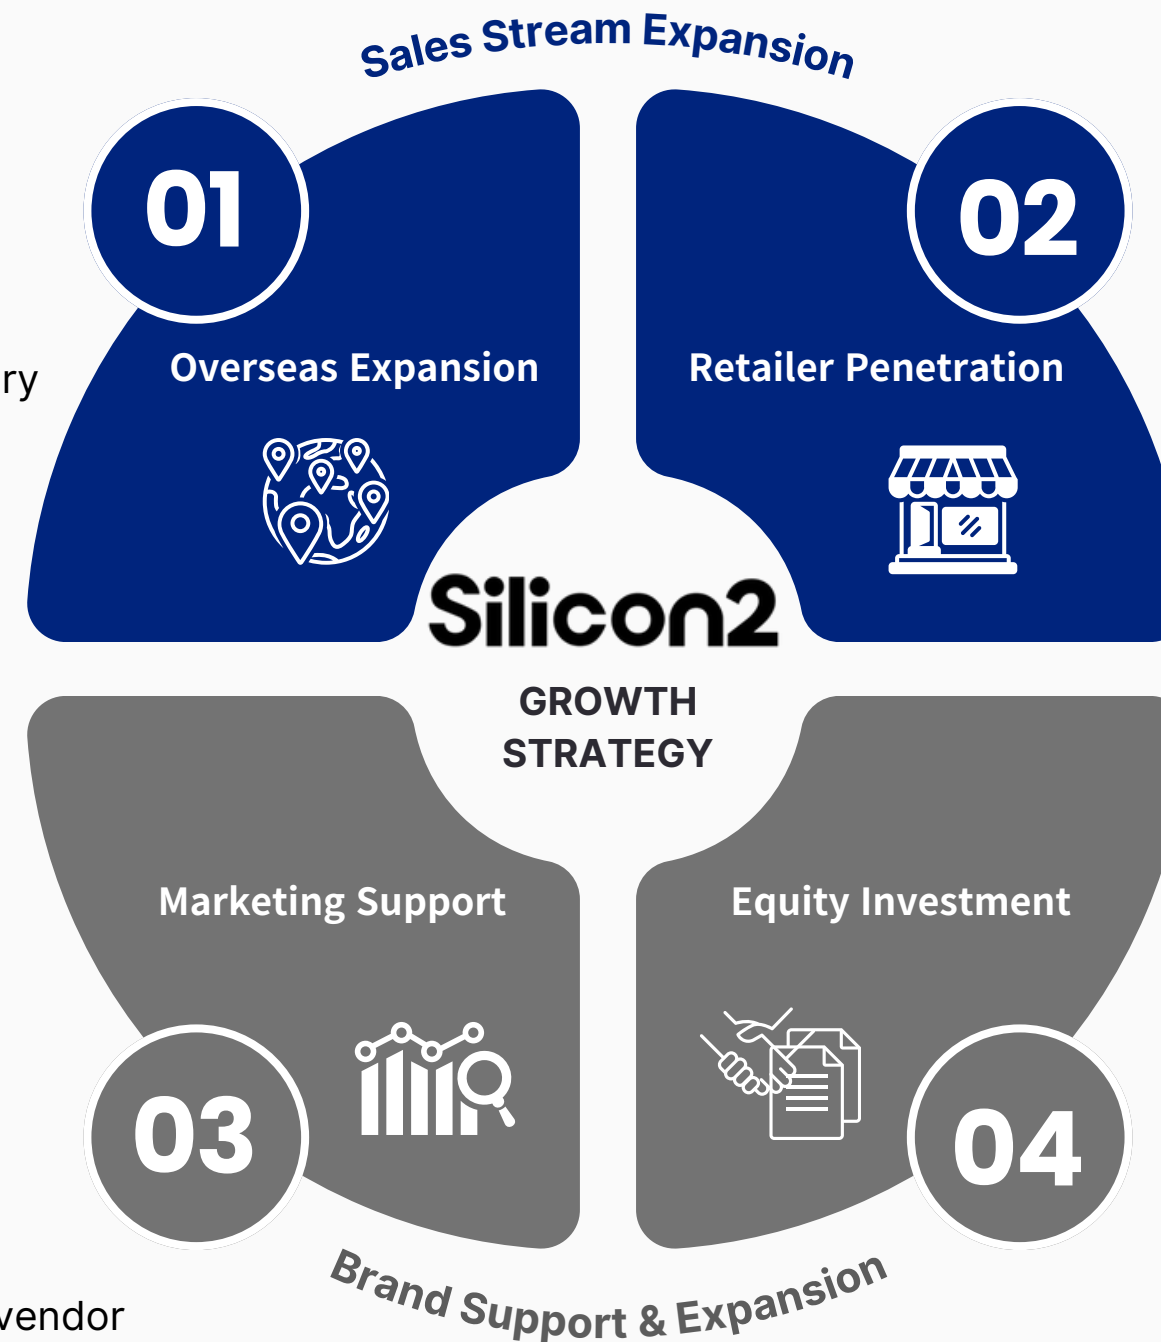 Sales Stream Expansion
01
02
Overseas Expansion
Retailer Penetration
ry
Silicon2
GROWTH
STRATEGY
Marketing Support
Equity Investment
03
04
Brand Support & Expansion
vendor